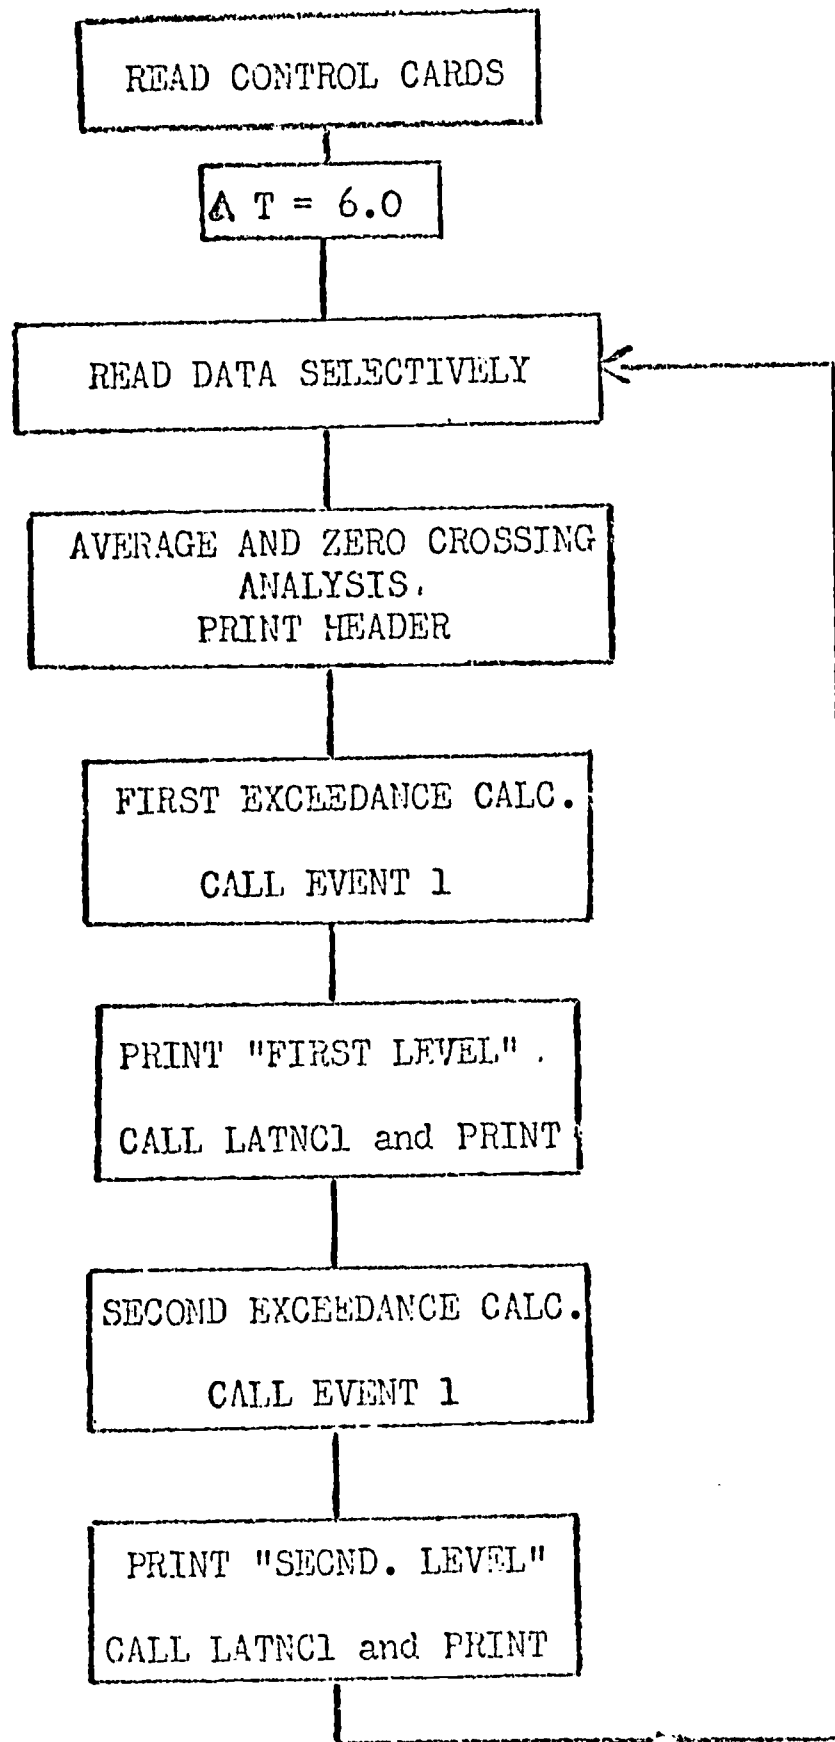 READ CONTROL CARDS
Δ T = 6.0
READ DATA SELECTIVELY
AVERAGE AND ZERO CROSSING
ANALYSIS.
PRINT HEADER
FIRST EXCEEDANCE CALC.
CALL EVENT 1
PRINT "FIRST LEVEL" .
CALL LATNC1 and PRINT
SECOND EXCEEDANCE CALC.
CALL EVENT 1
PRINT "SECND. LEVEL"
CALL LATNC1 and PRINT